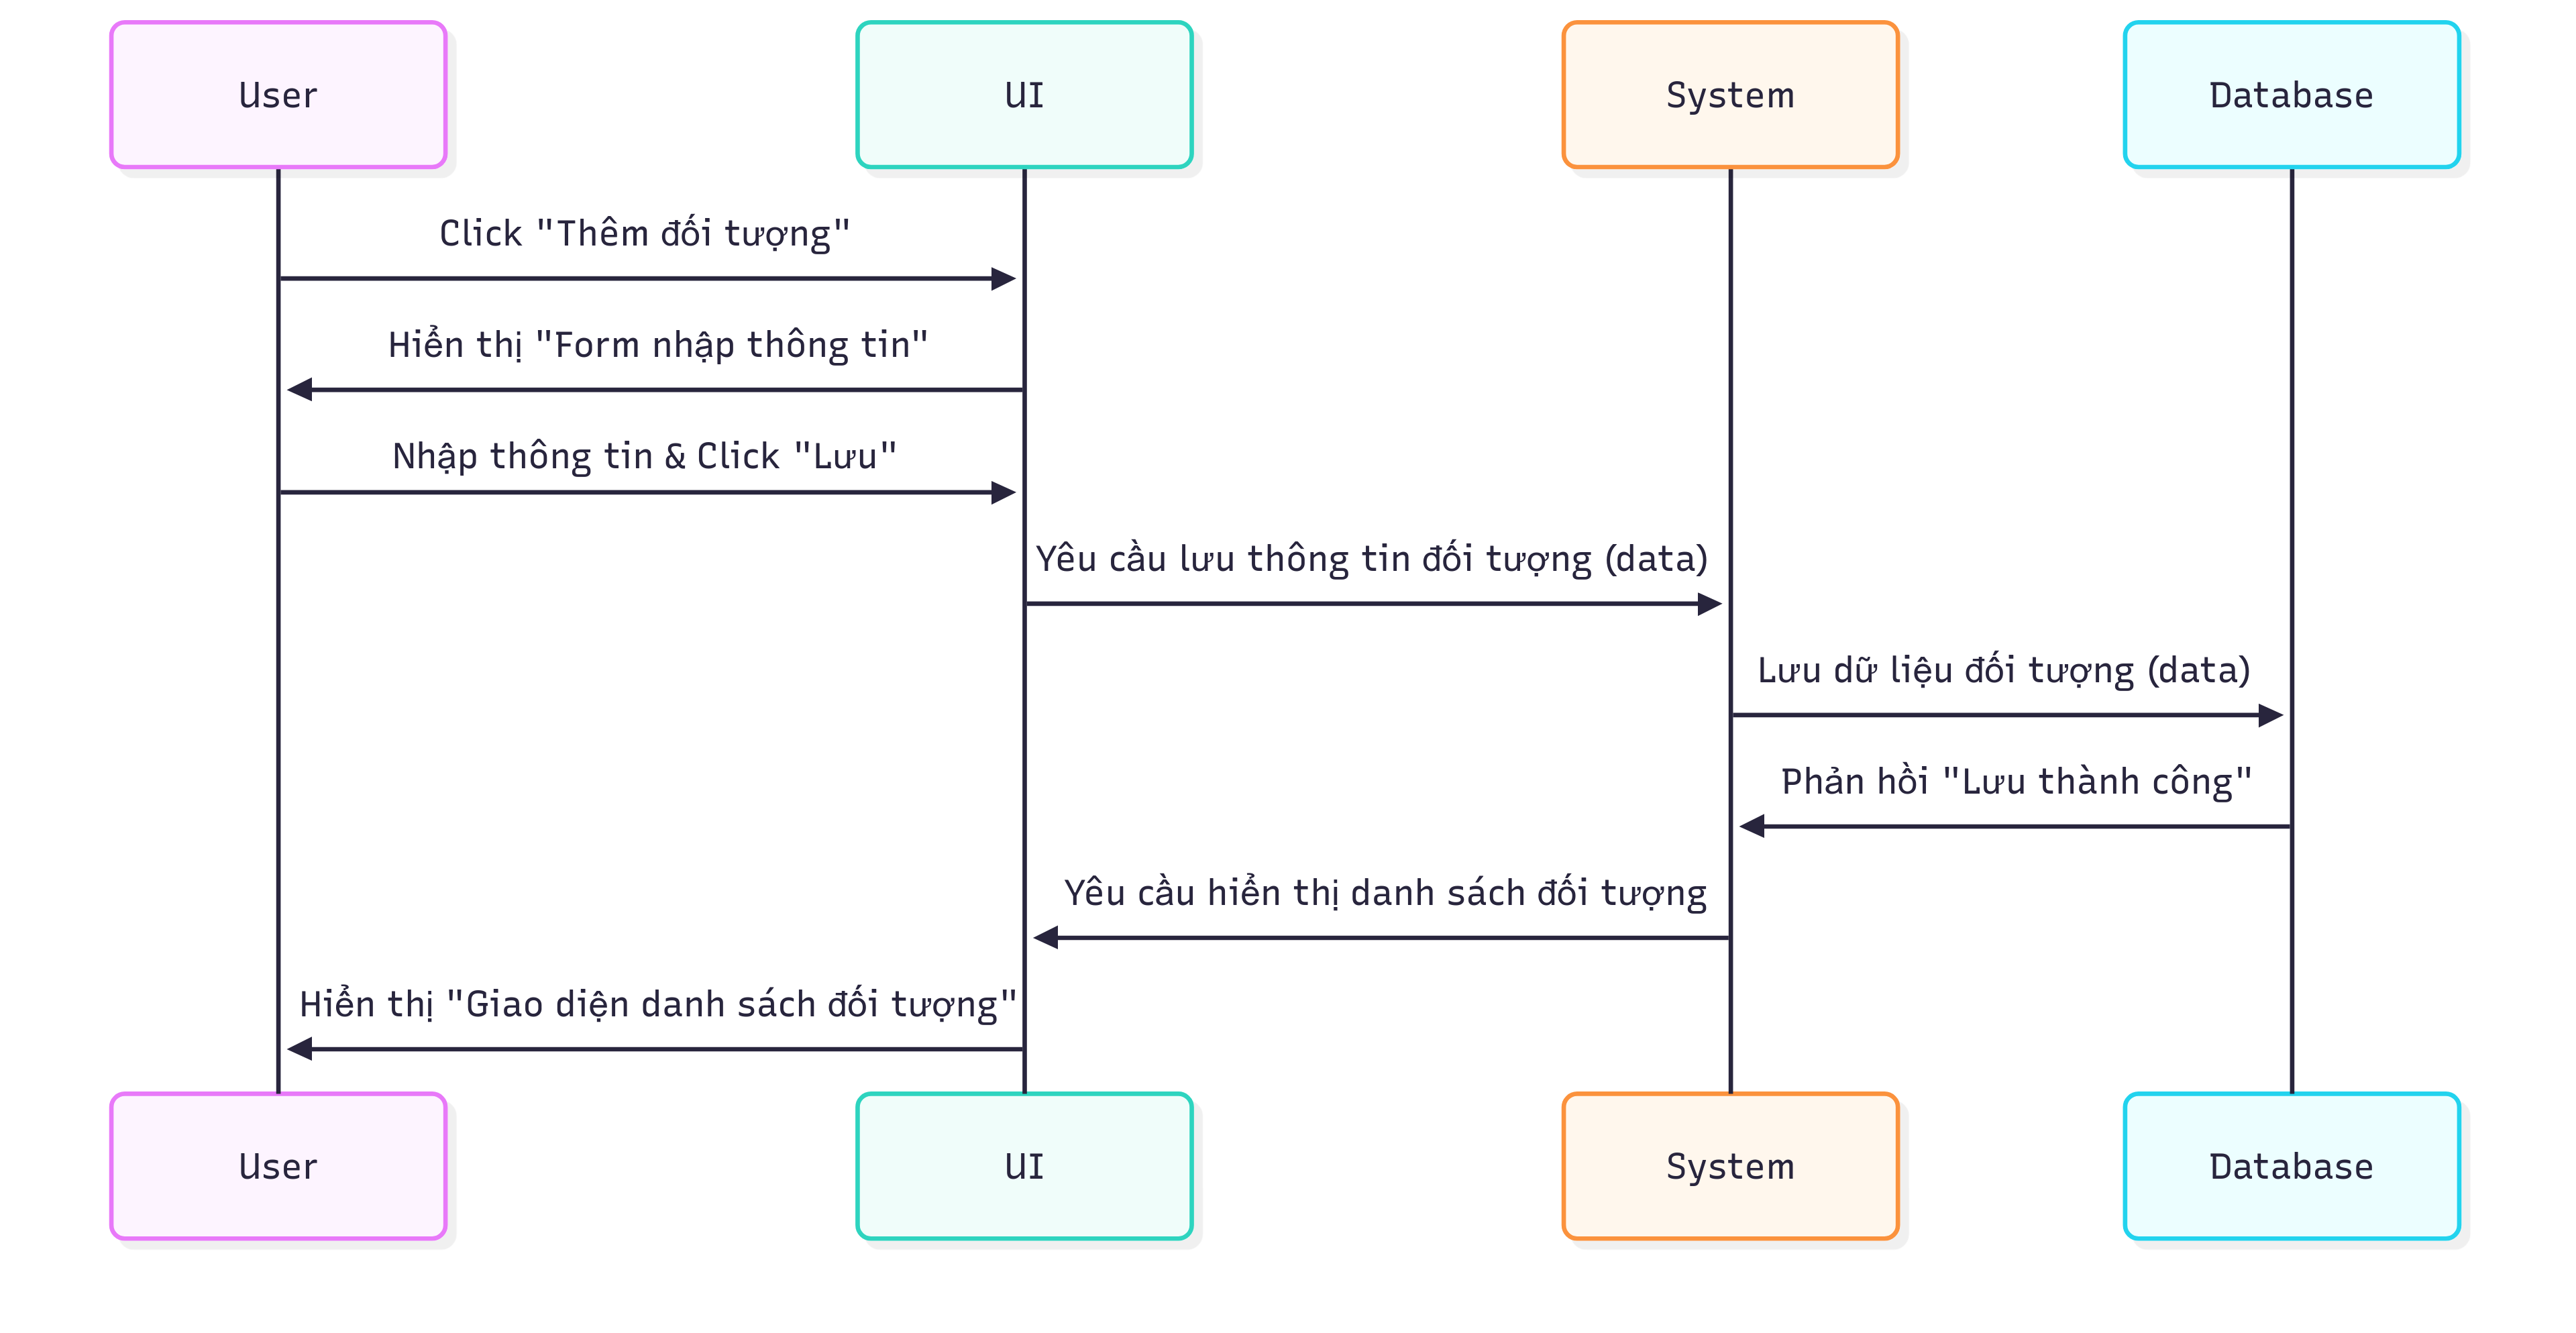 User
UI
System
Database
Click "Thêm đối tượng"
Hiển thị "Form nhập thông tin"
Nhập thông tin & Click "Lưu"
Yêu cầu lưu thông tin đối tượng (data)
Lưu dữ liệu đối tượng (data)
Phản hồi "Lưu thành công"
Yêu cầu hiển thị danh sách đối tượng
Hiển thị "Giao diện danh sách đối tượng"
User
UI
System
Database